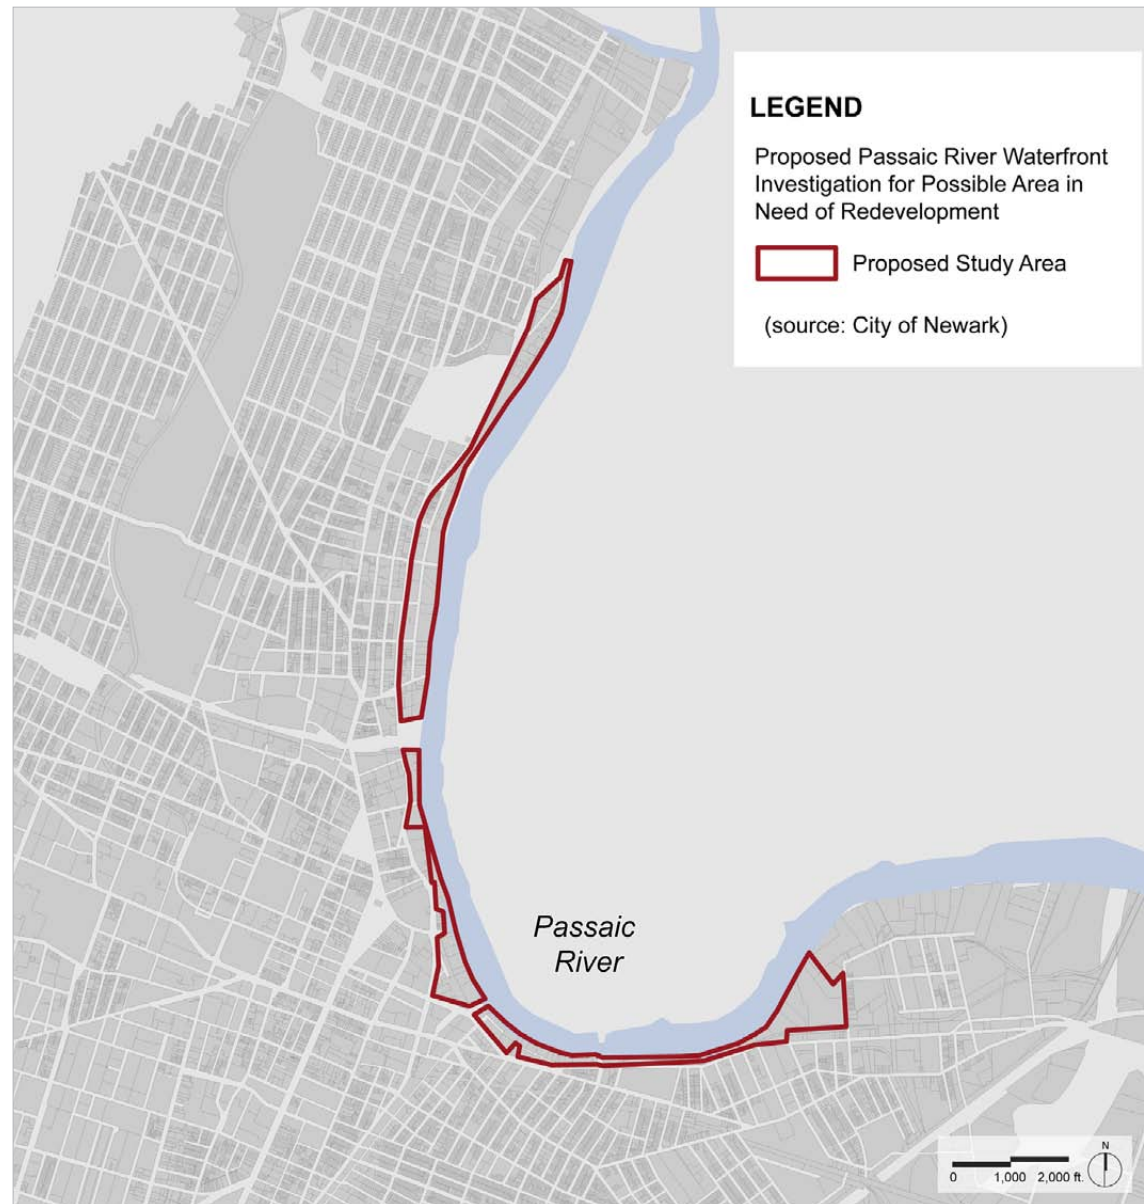 LEGEND
Proposed Passaic River Waterfront
Investigation for Possible Area in
Need of Redevelopment
Proposed Study Area
(source: City of Newark)
Passaic
River
N
0 1,000 2,000 ft.